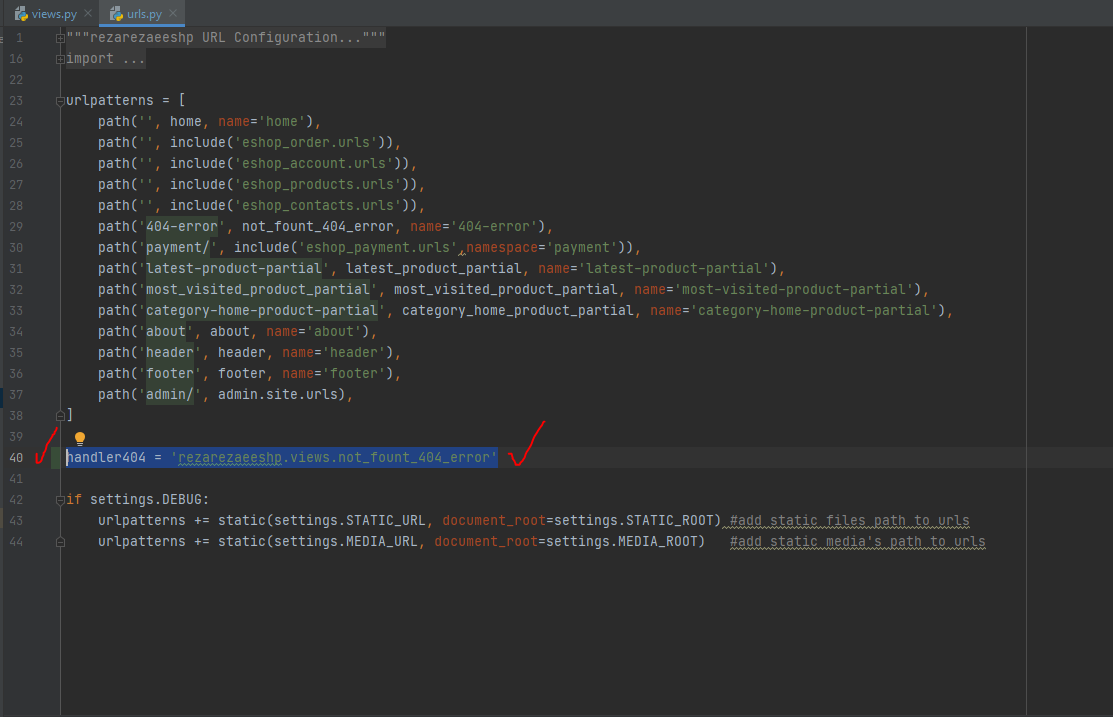 views.py urls.py
1 """rezarezaeeshp URL Configuration..."""
16 import ...
22
23 urlpatterns = [
24 path('', home, name='home'),
25 path('', include('eshop_order.urls')),
26 path('', include('eshop_account.urls')),
27 path('', include('eshop_products.urls')),
28 path('', include('eshop_contacts.urls')),
29 path('404-error', not_fount_404_error, name='404-error'),
30 path('payment/', include('eshop_payment.urls',namespace='payment')),
31 path('latest-product-partial', latest_product_partial, name='latest-product-partial'),
32 path('most_visited_product_partial', most_visited_product_partial, name='most-visited-product-partial'),
33 path('category-home-product-partial', category_home_product_partial, name='category-home-product-partial'),
34 path('about', about, name='about'),
35 path('header', header, name='header'),
36 path('footer', footer, name='footer'),
37 path('admin/', admin.site.urls),
38 ]
39
40 handler404 = 'rezarezaeeshp.views.not_fount_404_error'
41
42 if settings.DEBUG:
43 urlpatterns += static(settings.STATIC_URL, document_root=settings.STATIC_ROOT) #add static files path to urls
44 urlpatterns += static(settings.MEDIA_URL, document_root=settings.MEDIA_ROOT) #add static media's path to urls